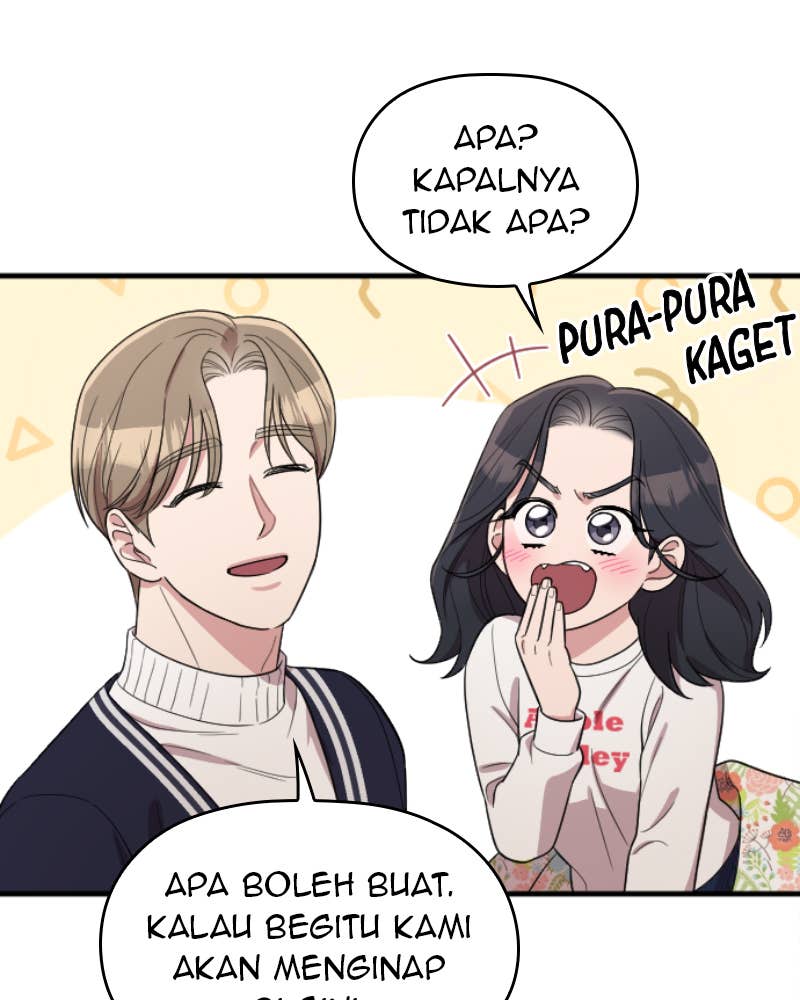 APA?
KAPALNYA
TIDAK APA?
PURA-PURA
KAGET
APA BOLEH BUAT.
KALAU BEGITU KAMI
AKAN MENGINAP